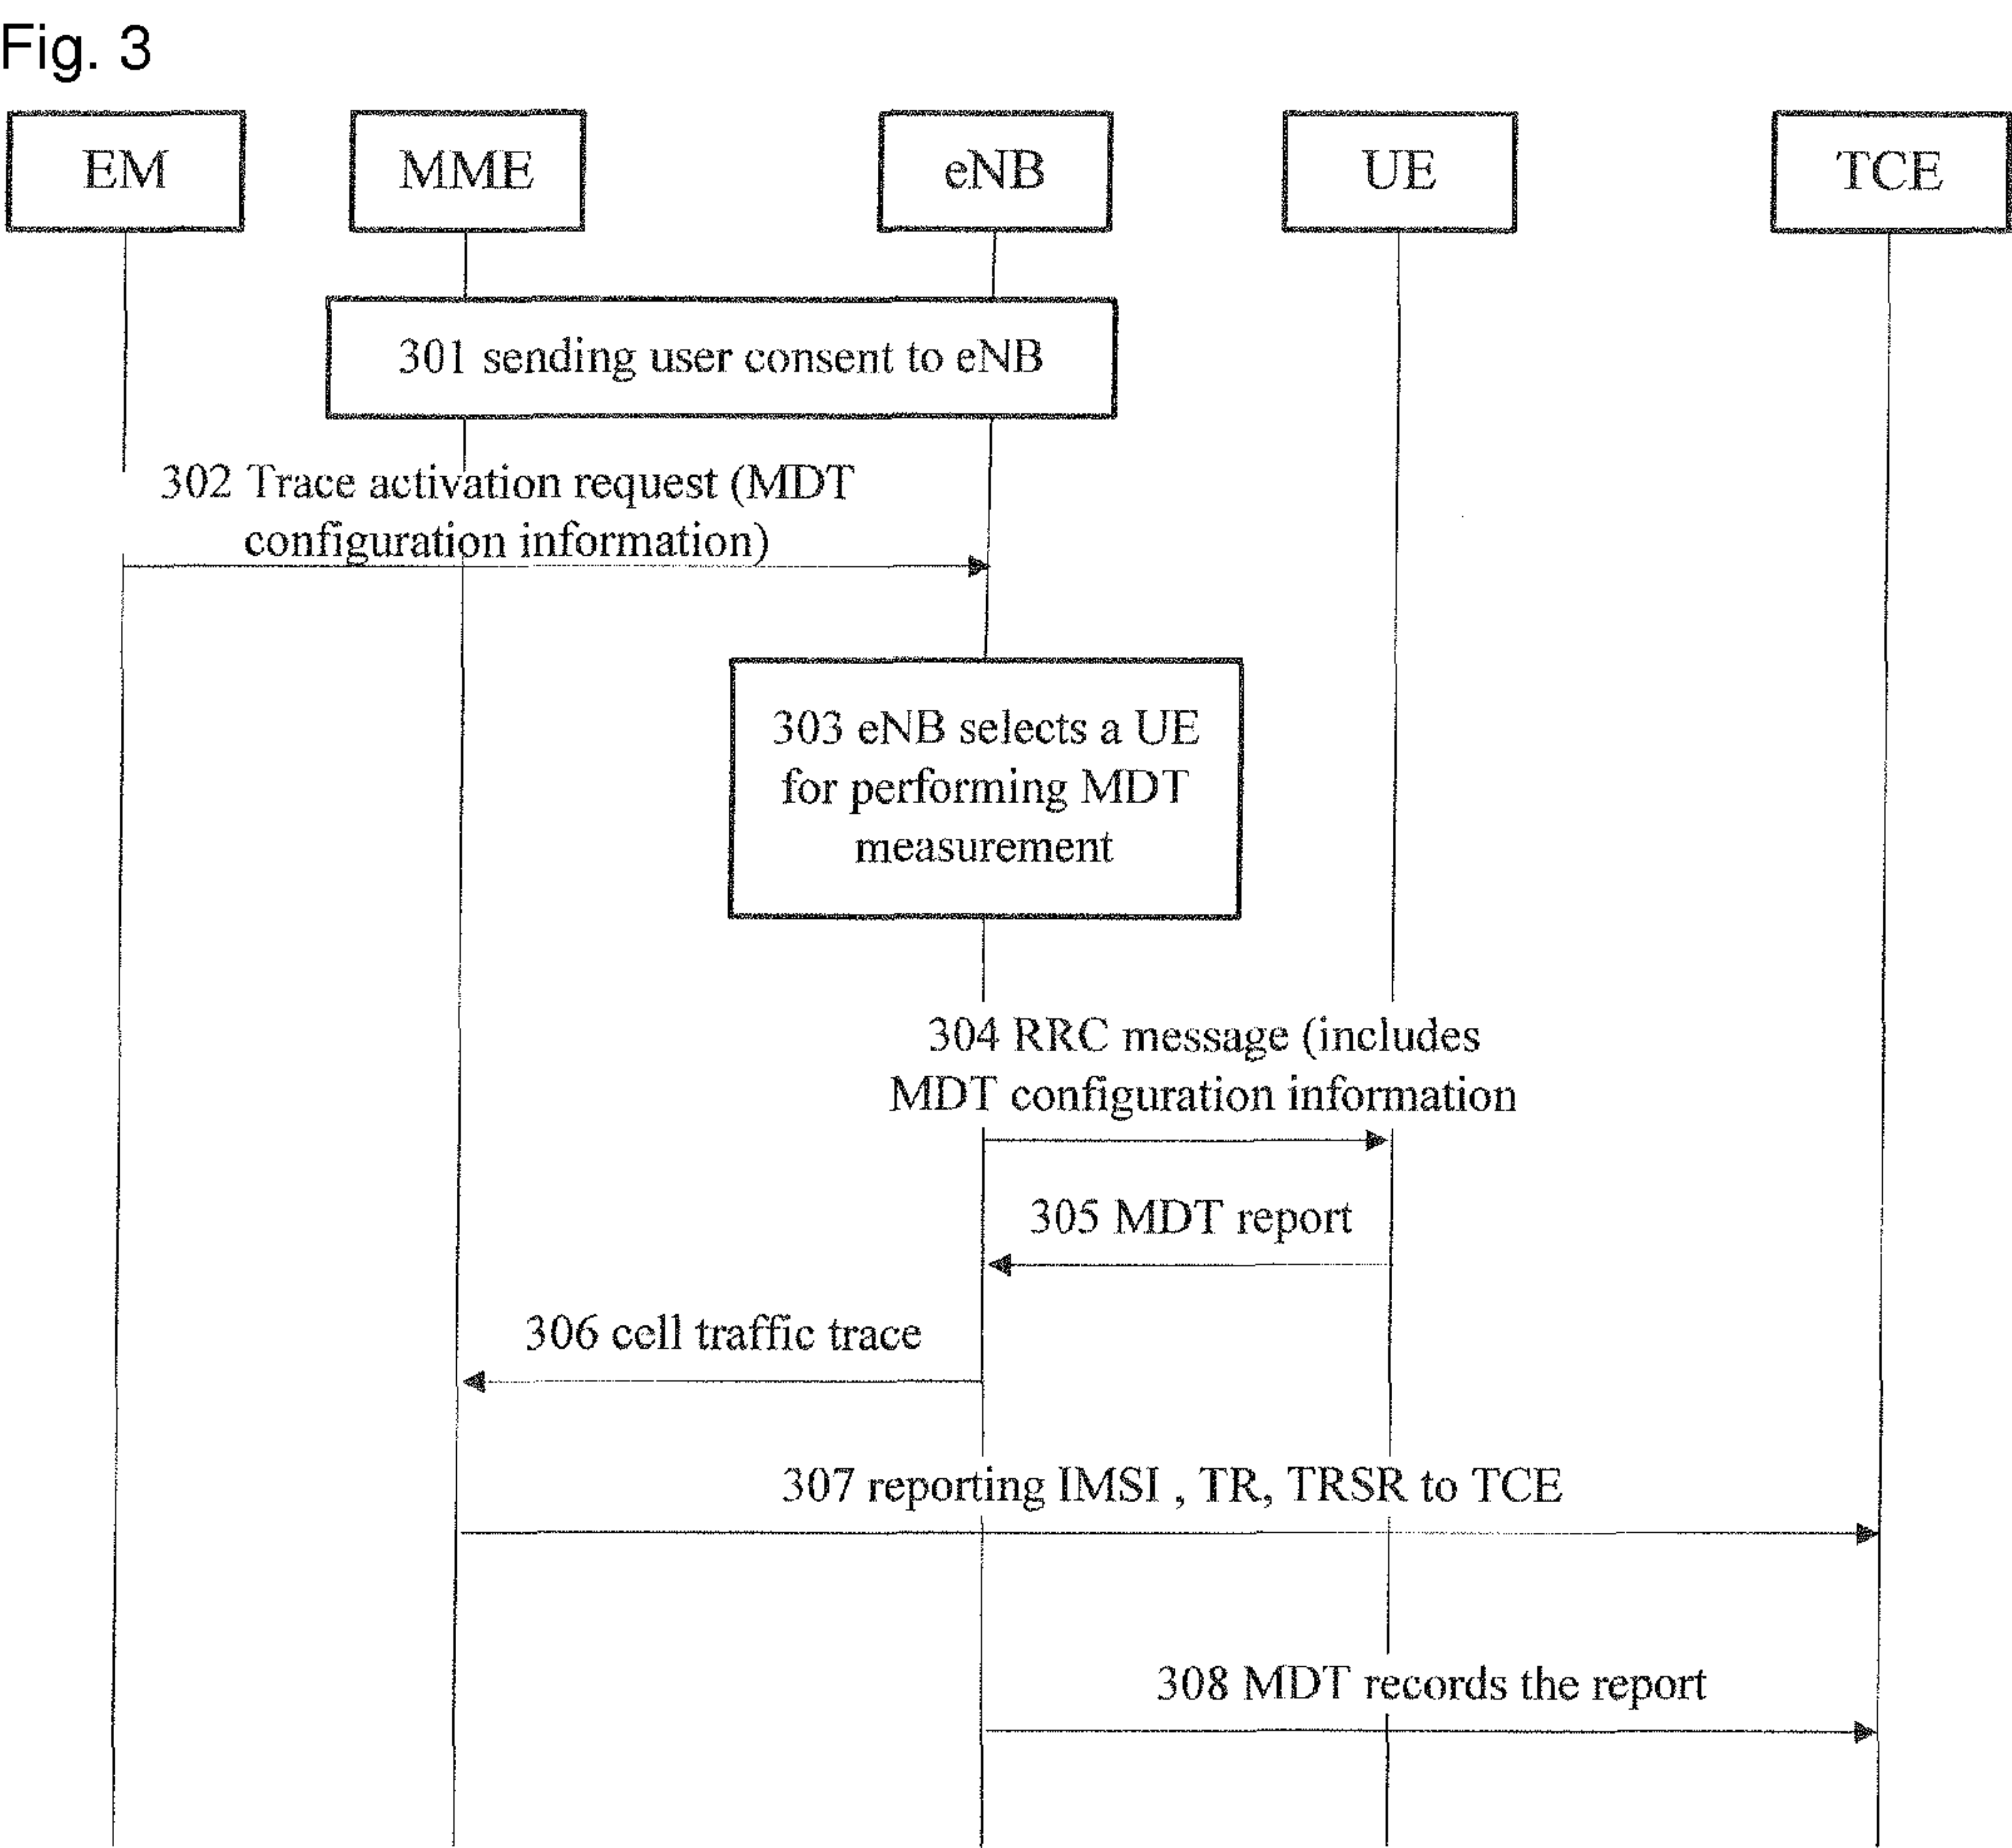 Fig. 3
EM
MME
eNB
UE
TCE
301 sending user consent to eNB
302 Trace activation request (MDT
configuration information)
303 eNB selects a UE
for performing MDT
measurement
304 RRC message (includes
MDT configuration information
305 MDT report
306 cell traffic trace
307 reporting IMSI , TR, TRSR to TCE
308 MDT records the report